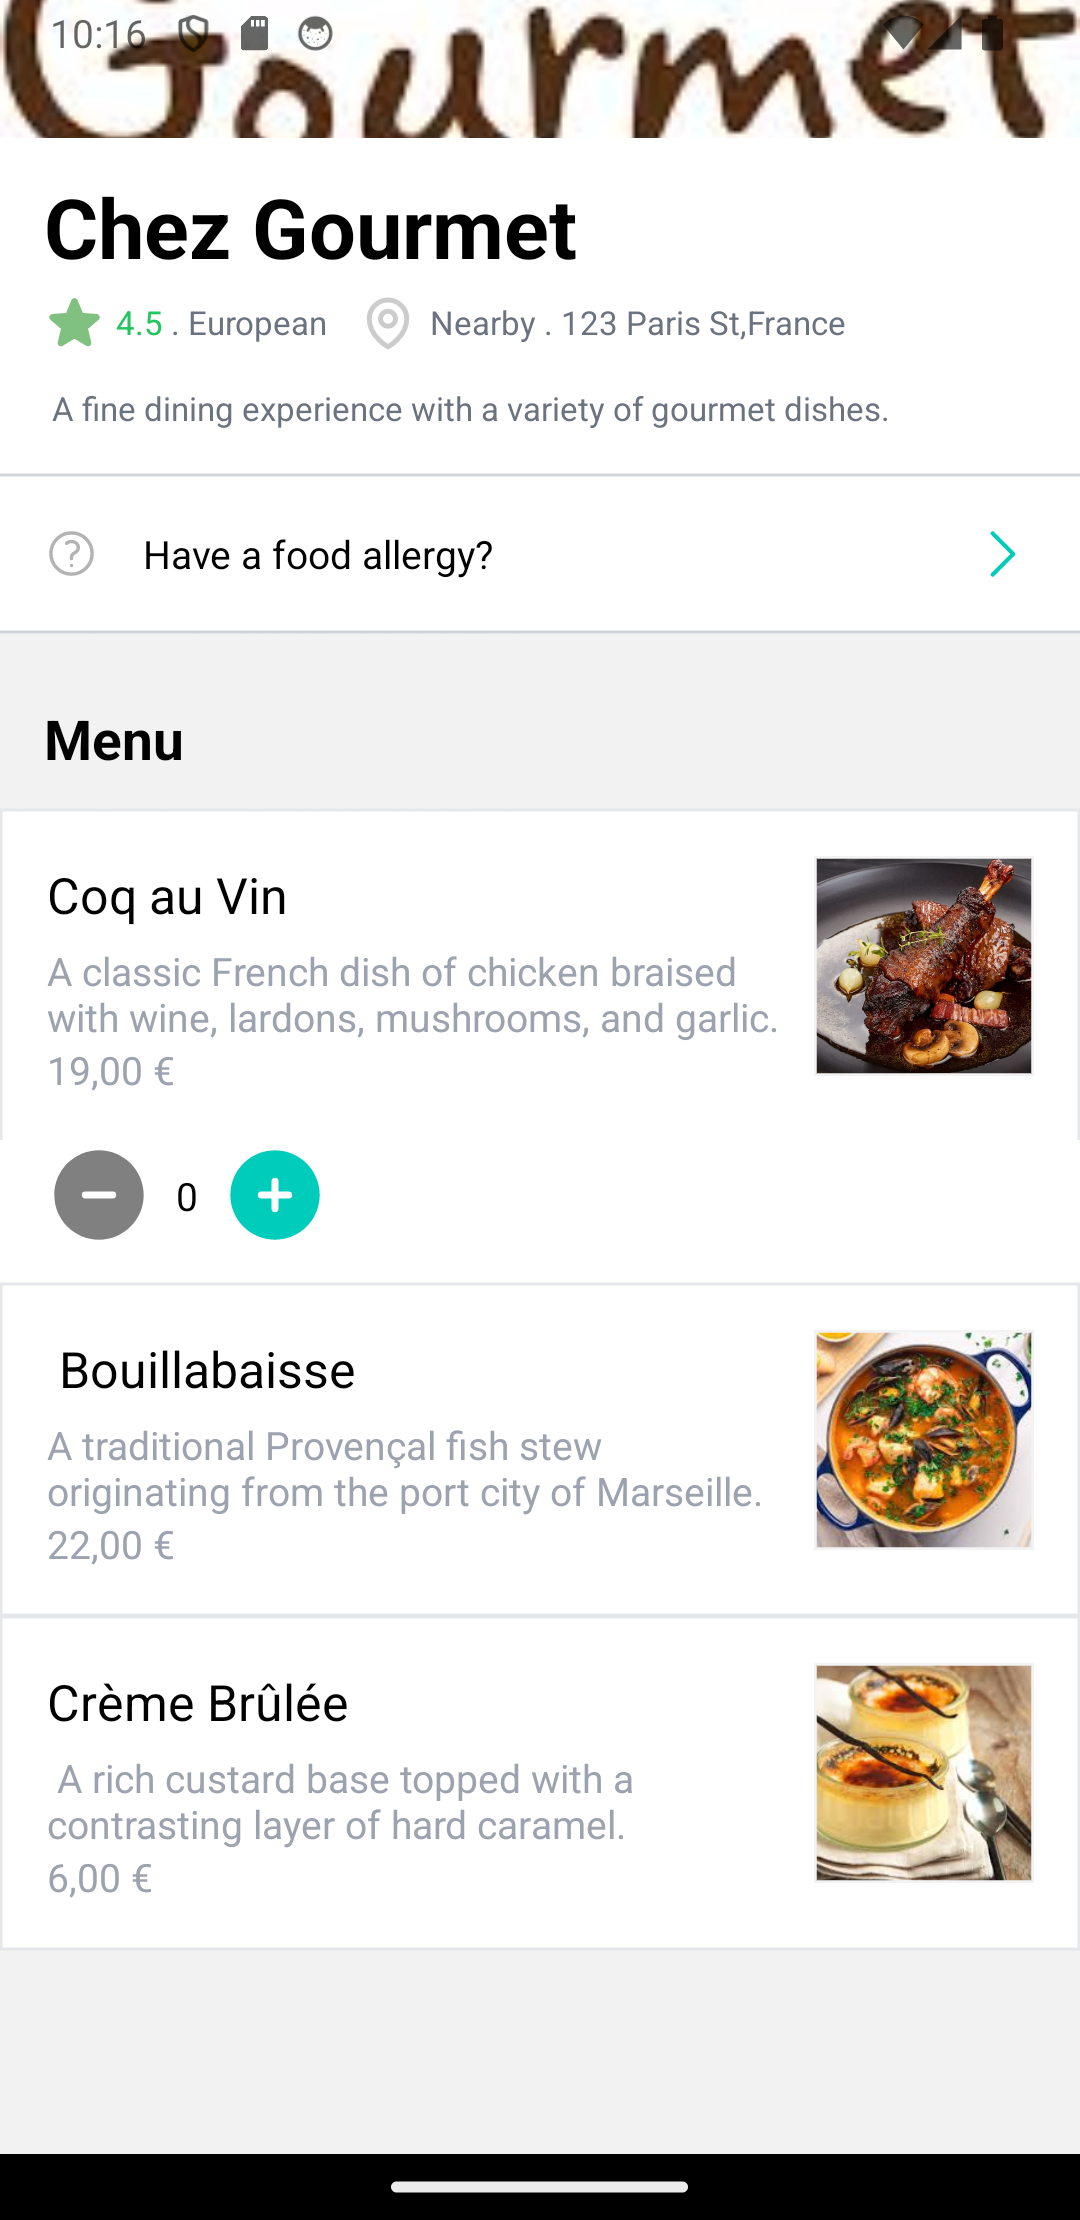 Gourmet
10:16
Chez Gourmet
4.5 . European Nearby . 123 Paris St,France
A fine dining experience with a variety of gourmet dishes.
? Have a food allergy?
Menu
Coq au Vin
A classic French dish of chicken braised
with wine, lardons, mushrooms, and garlic.
19,00 €
0
Bouillabaisse
A traditional Provençal fish stew
originating from the port city of Marseille.
22,00 €
Crème Brûlée
A rich custard base topped with a
contrasting layer of hard caramel.
6,00 €